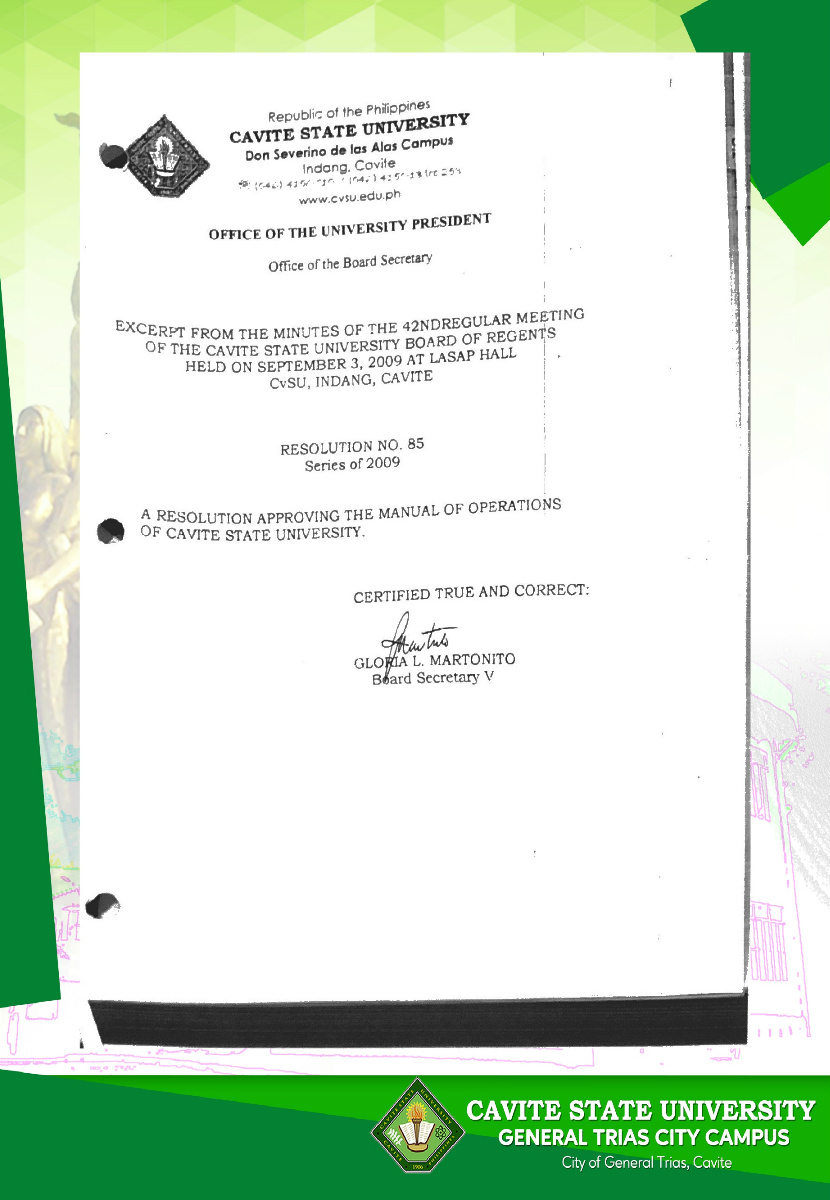 Republic of the Philippines
CAVITE STATE UNIVERSITY
Don Severino de las Alas Campus
Indang, Cavite
www.cvsu.edu.ph
OFFICE OF THE UNIVERSITY PRESIDENT
Office of the Board Secretary
EXCERPT FROM THE MINUTES OF THE 42NDREGULAR MEETING
OF THE CAVITE STATE UNIVERSITY BOARD OF REGENTS
HELD ON SEPTEMBER 3, 2009 AT LASAP HALL
CvSU, INDANG, CAVITE
RESOLUTION NO. 85
Series of 2009
A RESOLUTION APPROVING THE MANUAL OF OPERATIONS
OF CAVITE STATE UNIVERSITY.
CERTIFIED TRUE AND CORRECT:
GLORIA L. MARTONITO
Board Secretary V
CAVITE STATE UNIVERSITY
GENERAL TRIAS CITY CAMPUS
City of General Trias, Cavite
1906